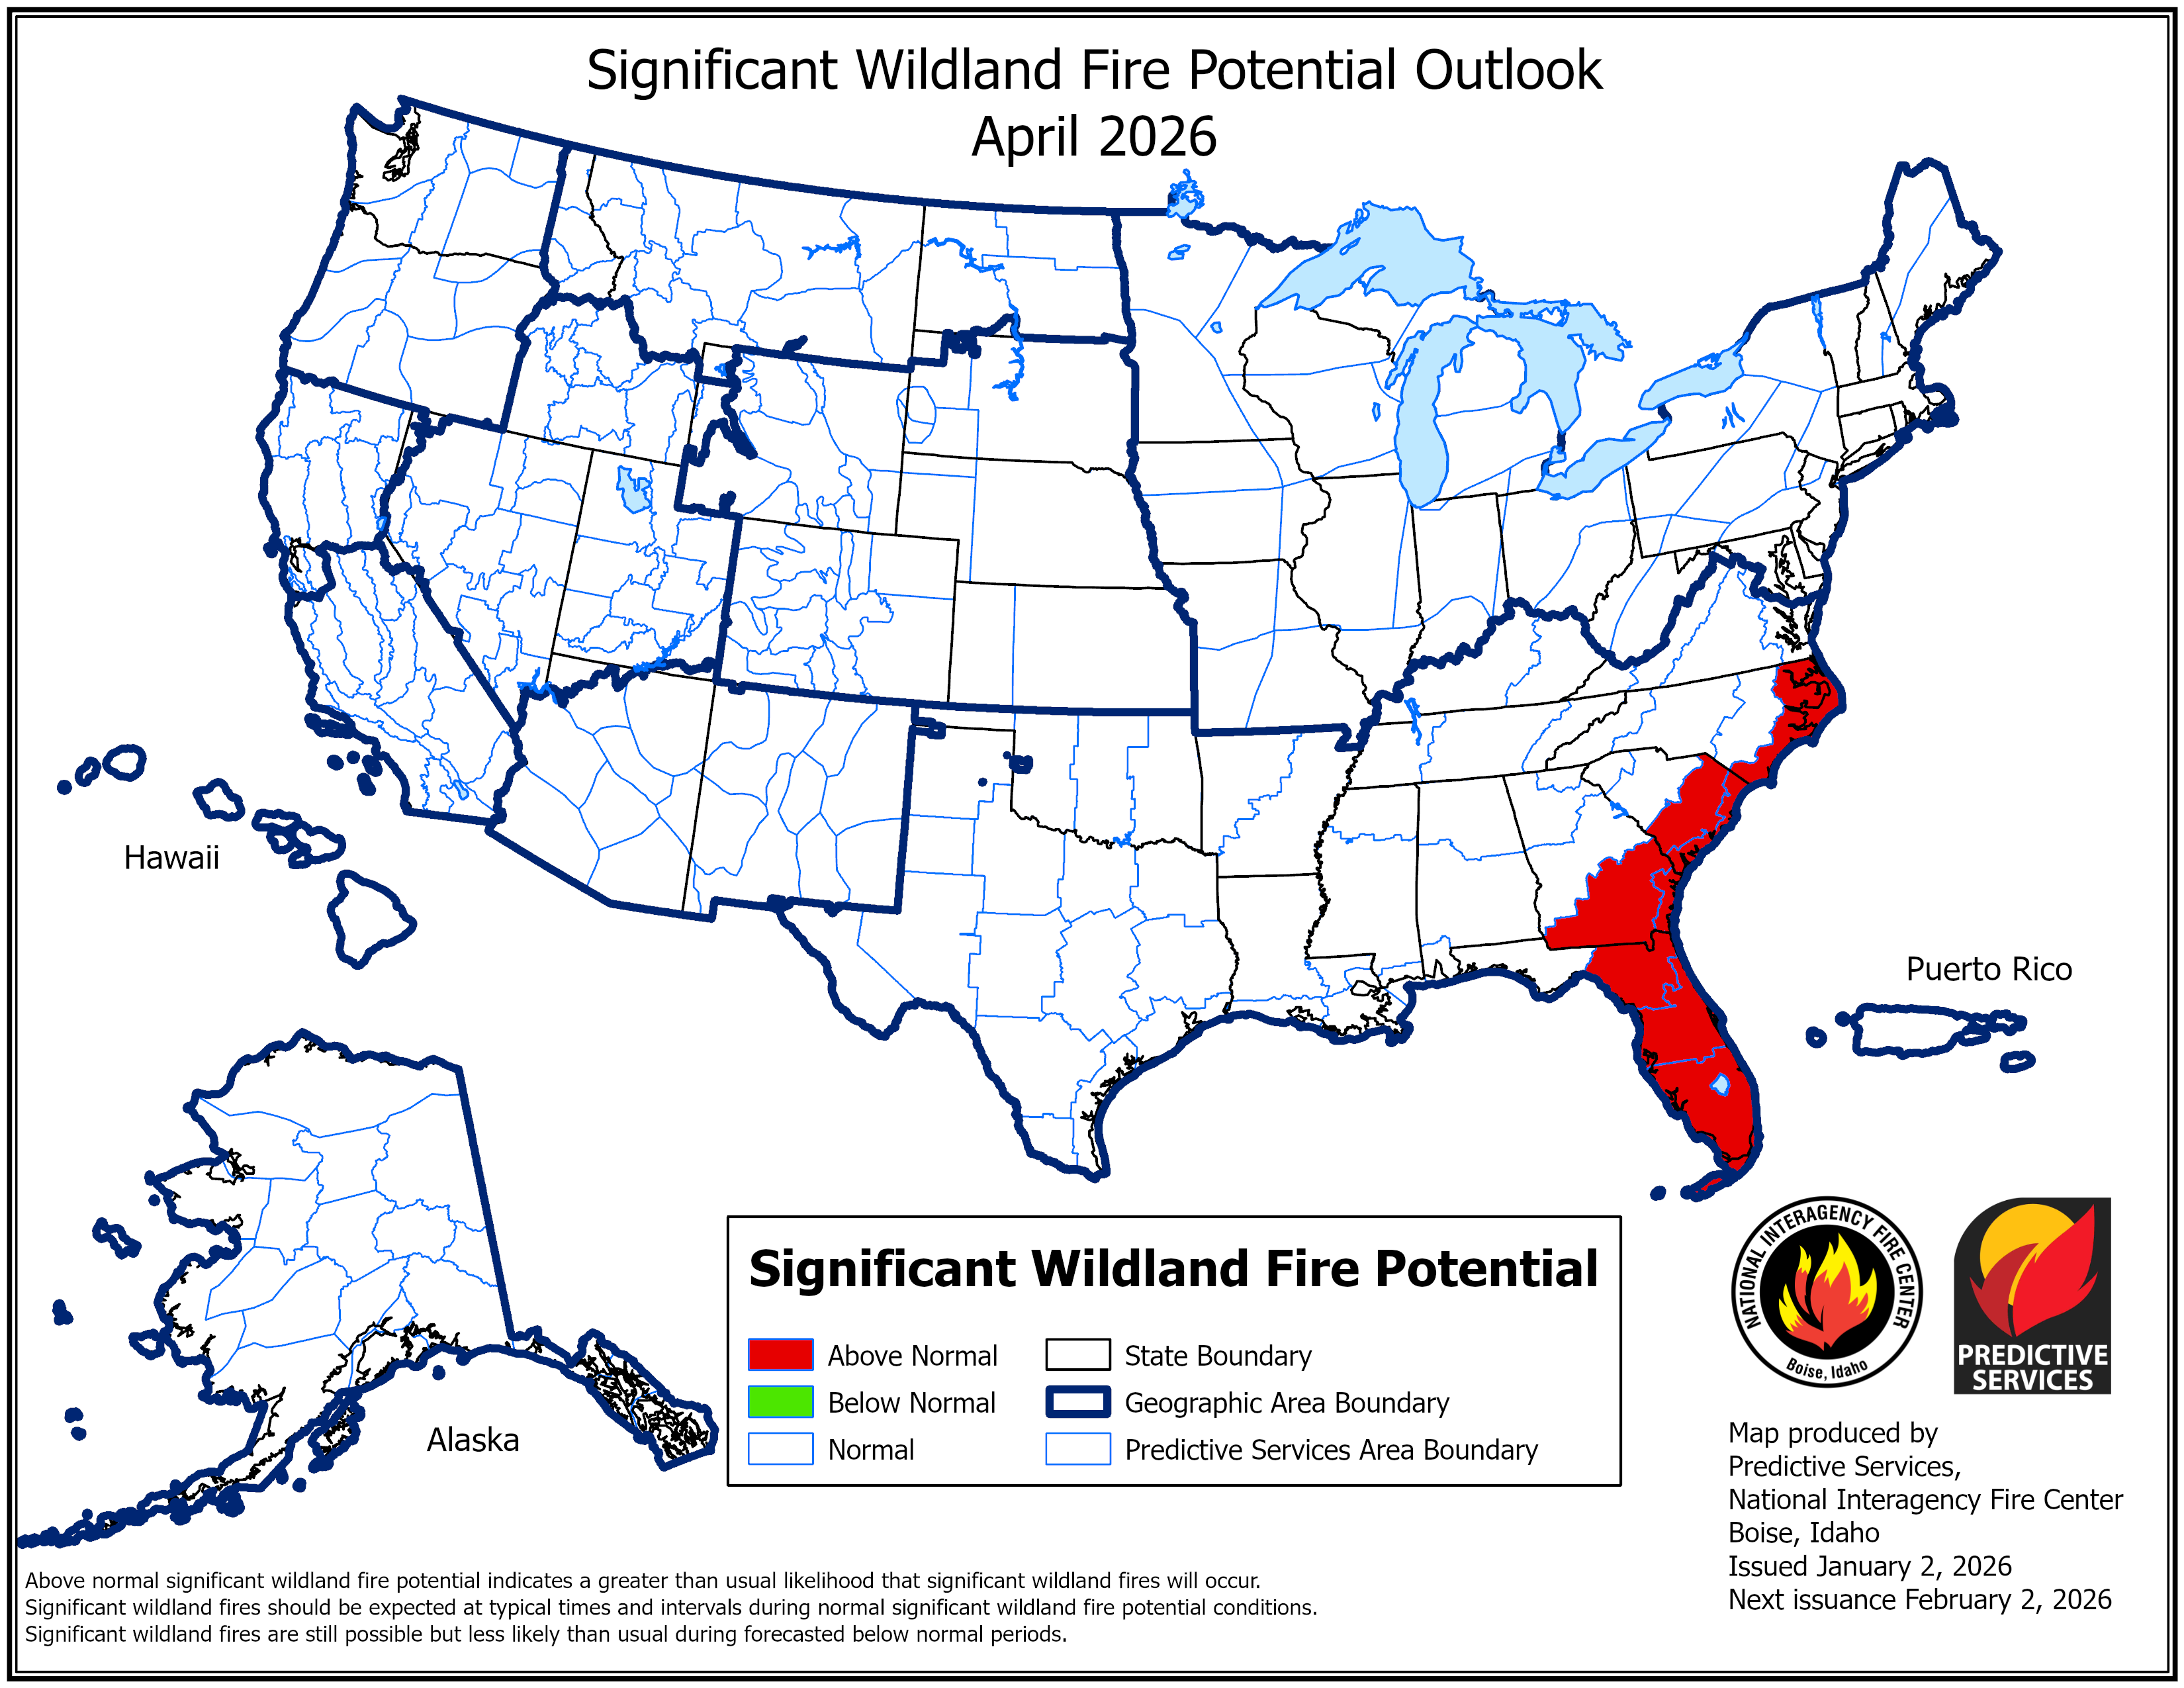 Significant Wildland Fire Potential Outlook
April 2026
Hawaii
Puerto Rico
Alaska
Significant Wildland Fire Potential
Above Normal
State Boundary
Below Normal
Geographic Area Boundary
Normal
Predictive Services Area Boundary
NATIONAL INTERAGENCY FIRE CENTER
Boise, Idaho
PREDICTIVE
SERVICES
Map produced by
Predictive Services,
National Interagency Fire Center
Boise, Idaho
Issued January 2, 2026
Next issuance February 2, 2026
Above normal significant wildland fire potential indicates a greater than usual likelihood that significant wildland fires will occur.
Significant wildland fires should be expected at typical times and intervals during normal significant wildland fire potential conditions.
Significant wildland fires are still possible but less likely than usual during forecasted below normal periods.